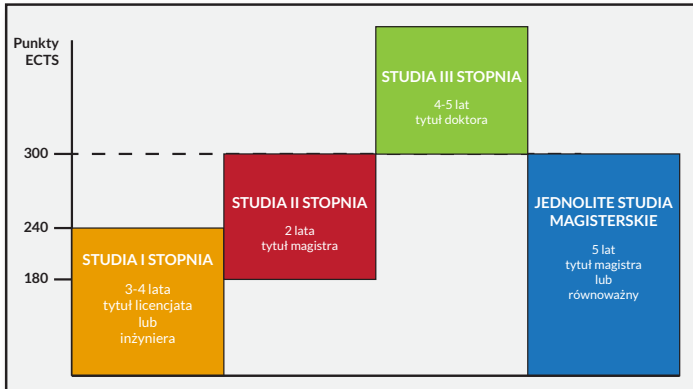 Punkty
ECTS
300
240
180
STUDIA I STOPNIA
3-4 lata
tytuł licencjata
lub
inżyniera
STUDIA II STOPNIA
2 lata
tytuł magistra
STUDIA III STOPNIA
4-5 lat
tytuł doktora
JEDNOLITE STUDIA
MAGISTERSKIE
5 lat
tytuł magistra
lub
równoważny